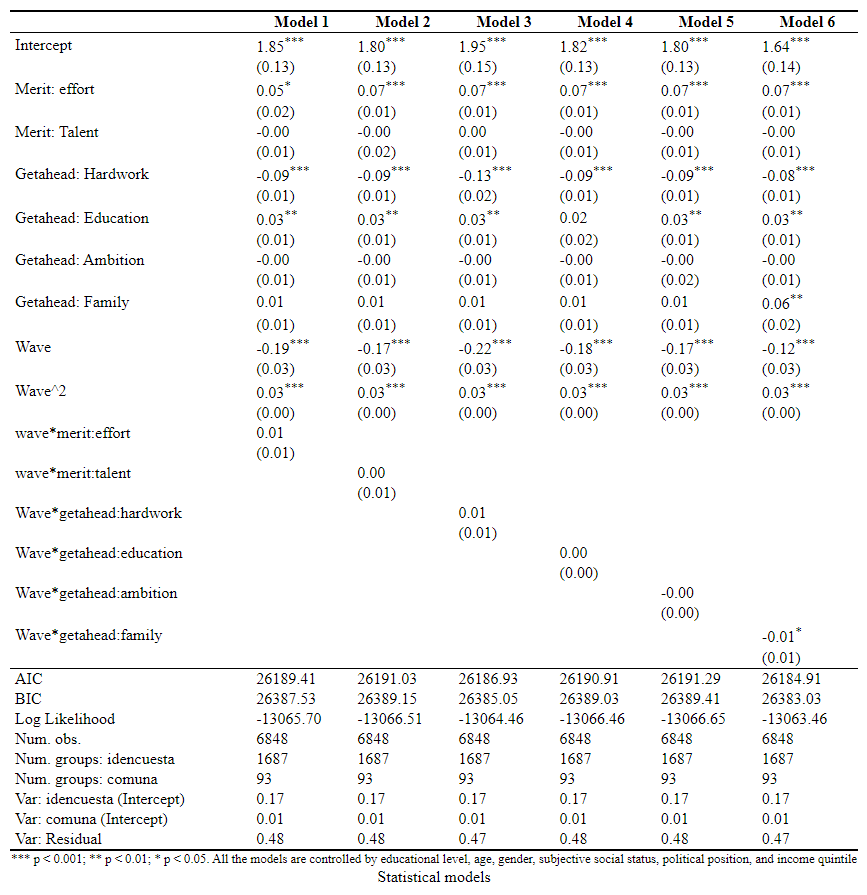 Model 1 Model 2 Model 3 Model 4 Model 5 Model 6
Intercept 1.85*** 1.80*** 1.95*** 1.82*** 1.80*** 1.64***
(0.13) (0.13) (0.15) (0.13) (0.13) (0.14)
Merit: effort 0.05* 0.07*** 0.07*** 0.07*** 0.07*** 0.07***
(0.02) (0.01) (0.01) (0.01) (0.01) (0.01)
Merit: Talent -0.00 -0.00 0.00 -0.00 -0.00 -0.00
(0.01) (0.02) (0.01) (0.01) (0.01) (0.01)
Getahead: Hardwork -0.09*** -0.09*** -0.13*** -0.09*** -0.09*** -0.08***
(0.01) (0.01) (0.02) (0.01) (0.01) (0.01)
Getahead: Education 0.03** 0.03** 0.03** 0.02 0.03** 0.03**
(0.01) (0.01) (0.01) (0.02) (0.01) (0.01)
Getahead: Ambition -0.00 -0.00 -0.00 -0.00 -0.00 -0.00
(0.01) (0.01) (0.01) (0.01) (0.02) (0.01)
Getahead: Family 0.01 0.01 0.01 0.01 0.01 0.06**
(0.01) (0.01) (0.01) (0.01) (0.01) (0.02)
Wave -0.19*** -0.17*** -0.22*** -0.18*** -0.17*** -0.12***
(0.03) (0.03) (0.03) (0.03) (0.03) (0.03)
Wave^2 0.03*** 0.03*** 0.03*** 0.03*** 0.03*** 0.03***
(0.00) (0.00) (0.00) (0.00) (0.00) (0.00)
wave*merit:effort 0.01
(0.01)
wave*merit:talent 0.00
(0.01)
Wave*getahead:hardwork 0.01
(0.01)
Wave*getahead:education 0.00
(0.00)
Wave*getahead:ambition -0.00
(0.00)
Wave*getahead:family -0.01*
(0.01)
AIC 26189.41 26191.03 26186.93 26190.91 26191.29 26184.91
BIC 26387.53 26389.15 26385.05 26389.03 26389.41 26383.03
Log Likelihood -13065.70 -13066.51 -13064.46 -13066.46 -13066.65 -13063.46
Num. obs. 6848 6848 6848 6848 6848 6848
Num. groups: idencuesta 1687 1687 1687 1687 1687 1687
Num. groups: comuna 93 93 93 93 93 93
Var: idencuesta (Intercept) 0.17 0.17 0.17 0.17 0.17 0.17
Var: comuna (Intercept) 0.01 0.01 0.01 0.01 0.01 0.01
Var: Residual 0.48 0.48 0.47 0.48 0.48 0.47
*** p < 0.001; ** p < 0.01; * p < 0.05. All the models are controlled by educational level, age, gender, subjective social status, political position, and income quintile
Statistical models